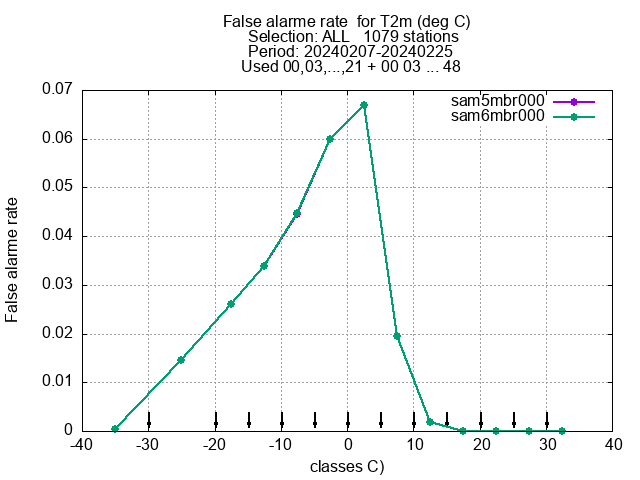 False alarme rate  for T2m (deg C)
Selection: ALL   1079 stations
Period: 20240207-20240225
Used 00,03,...,21 + 00 03 ... 48
sam5mbr000
sam6mbr000
0.07
0.06
0.05
0.04
0.03
0.02
0.01
0
False alarme rate
-40 -30 -20 -10 0 10 20 30 40
classes C)